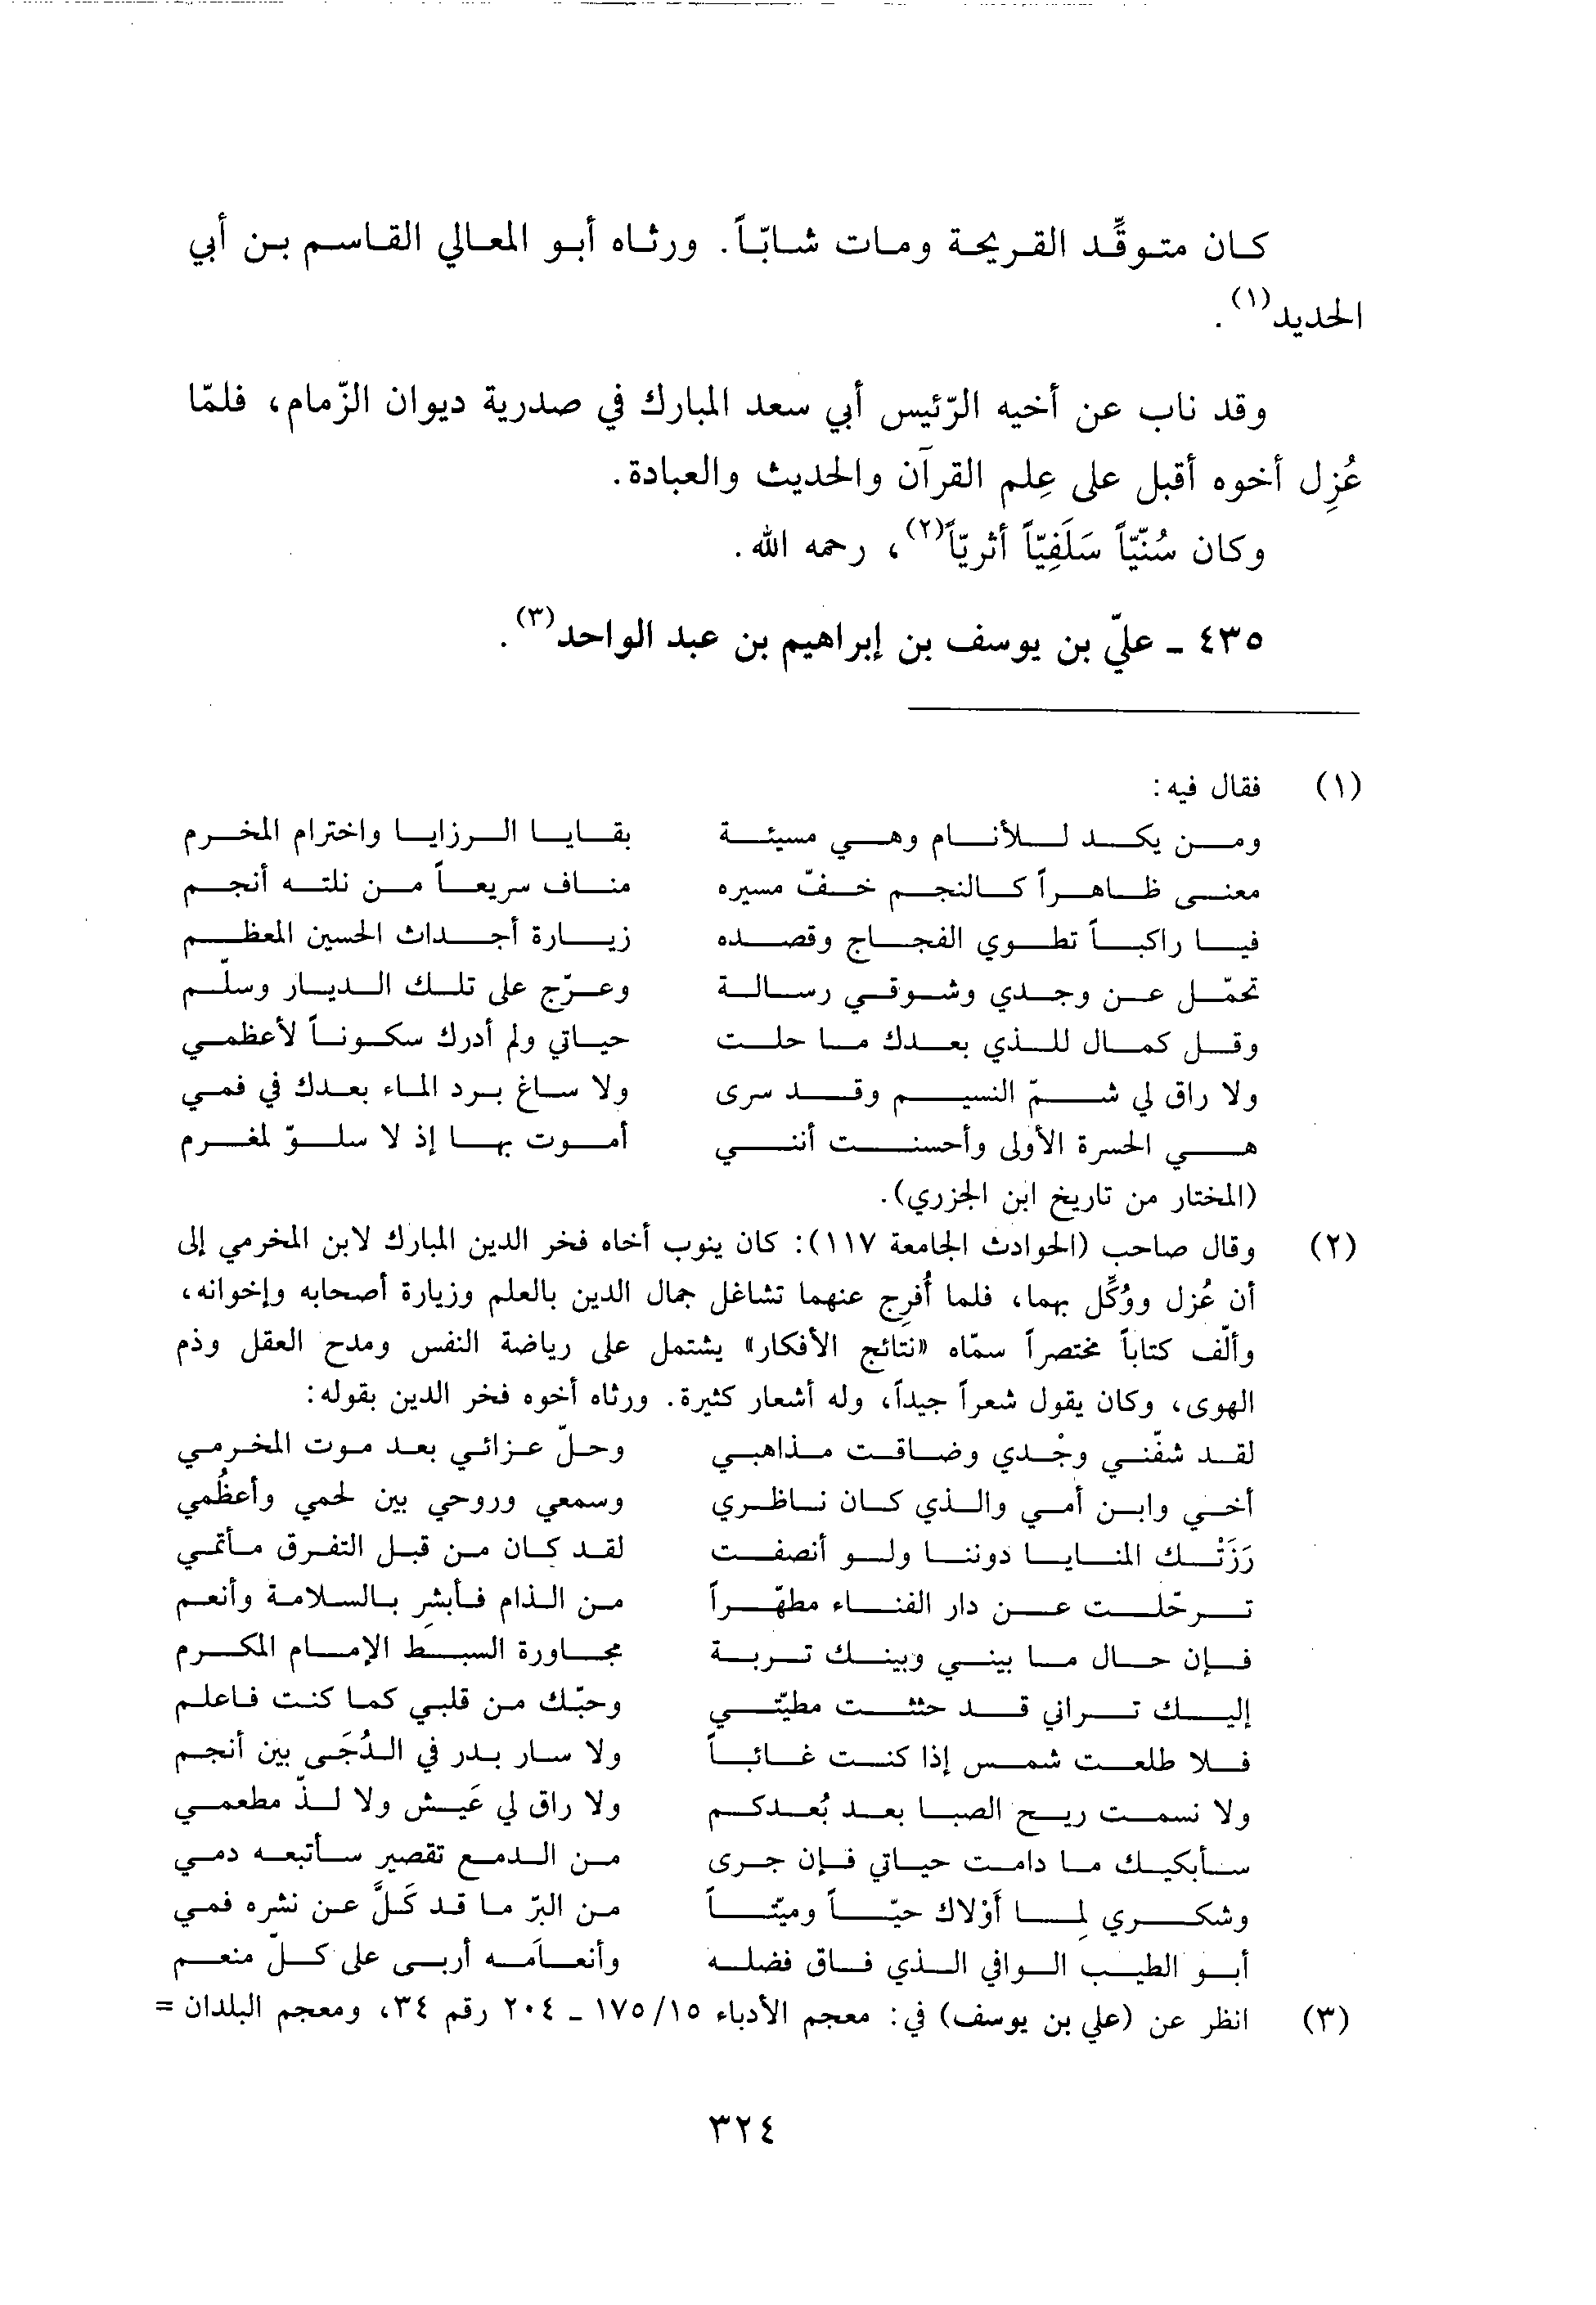 كان متوقِّد القريحة ومات شابّاً. ورثاه أبو المعالي القاسم بن أبي
الحديد(١).
وقد ناب عن أخيه الرّئيس أبي سعد المبارك في صدرية ديوان الزّمام، فلمّا
عُزِل أخوه أقبل على عِلم القرآن والحديث والعبادة.
وكان سُنّيّاً سَلَفِيّاً أثريّاً(٢)، رحمه الله.
٤٣٥ ـ عليّ بن يوسف بن إبراهيم بن عبد الواحد(٣).
(١) فقال فيه:
ومن يكد للأنام وهي مسيئة بقايا الرزايا واخترام المخرم
معنى ظاهراً كالنجم خفّ مسيره مناف سريعاً من نلته أنجم
فيا راكباً تطوي الفجاج وقصده زيارة أجداث الحسين المعظم
تحمّل عن وجدي وشوقي رسالة وعرّج على تلك الديار وسلّم
وقل كمال للذي بعدك ما حلت حياتي ولم أدرك سكوناً لأعظمي
ولا راق لي شمّ النسيم وقد سرى ولا ساغ برد الماء بعدك في فمي
هي الحسرة الأولى وأحسنت أنني أموت بها إذ لا سلوّ لمغرم
(المختار من تاريخ ابن الجزري).
(٢) وقال صاحب (الحوادث الجامعة ١١٧): كان ينوب أخاه فخر الدين المبارك لابن المخرمي إلى
أن عُزل ووُكِّل بهما، فلما أُفرِج عنهما تشاغل جمال الدين بالعلم وزيارة أصحابه وإخوانه،
وألّف كتاباً مختصراً سمّاه «نتائج الأفكار» يشتمل على رياضة النفس ومدح العقل وذم
الهوى، وكان يقول شعراً جيداً، وله أشعار كثيرة. ورثاه أخوه فخر الدين بقوله:
لقد شفّني وجْدي وضاقت مذاهبي وحلّ عزائي بعد موت المخرمي
أخي وابن أمي والذي كان ناظري وسمعي وروحي بين لحمي وأعظُمي
رَزَتْك المنايا دوننا ولو أنصفت لقد كان من قبل التفرق مأتمي
ترحّلت عن دار الفناء مطهّراً من الذام فأبشِر بالسلامة وأنعم
فإن حال ما بيني وبينك تربة مجاورة السبط الإمام المكرم
إليك تراني قد حثثت مطيّتي وحبّك من قلبي كما كنت فاعلم
فلا طلعت شمس إذا كنت غائباً ولا سار بدر في الدُجَى بين أنجم
ولا نسمت ريح الصبا بعد بُعدكم ولا راق لي عَيش ولا لذّ مطعمي
سأبكيك ما دامت حياتي فإن جرى من الدمع تقصير سأتبعه دمي
وشكري لِما أَوْلاك حيّاً وميّتاً من البرّ ما قد كَلَّ عن نشره فمي
أبو الطيب الوافي الذي فاق فضله وأنعامَه أربى على كلّ منعم
(٣) انظر عن (علي بن يوسف) في: معجم الأدباء ١٧٥/١٥ ـ ٢٠٤ رقم ٣٤، ومعجم البلدان =
٣٢٤